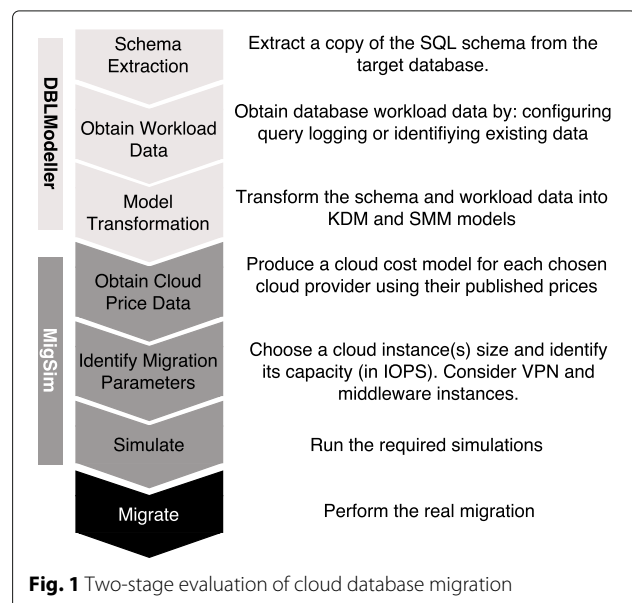 DBLModeller
Schema
Extraction
Extract a copy of the SQL schema from the
target database.
Obtain Workload
Data
Obtain database workload data by: configuring
query logging or identifiying existing data
Model
Transformation
Transform the schema and workload data into
KDM and SMM models
MigSim
Obtain Cloud
Price Data
Produce a cloud cost model for each chosen
cloud provider using their published prices
Identify Migration
Parameters
Choose a cloud instance(s) size and identify
its capacity (in IOPS). Consider VPN and
middleware instances.
Simulate
Run the required simulations
Migrate
Perform the real migration
Fig. 1 Two-stage evaluation of cloud database migration